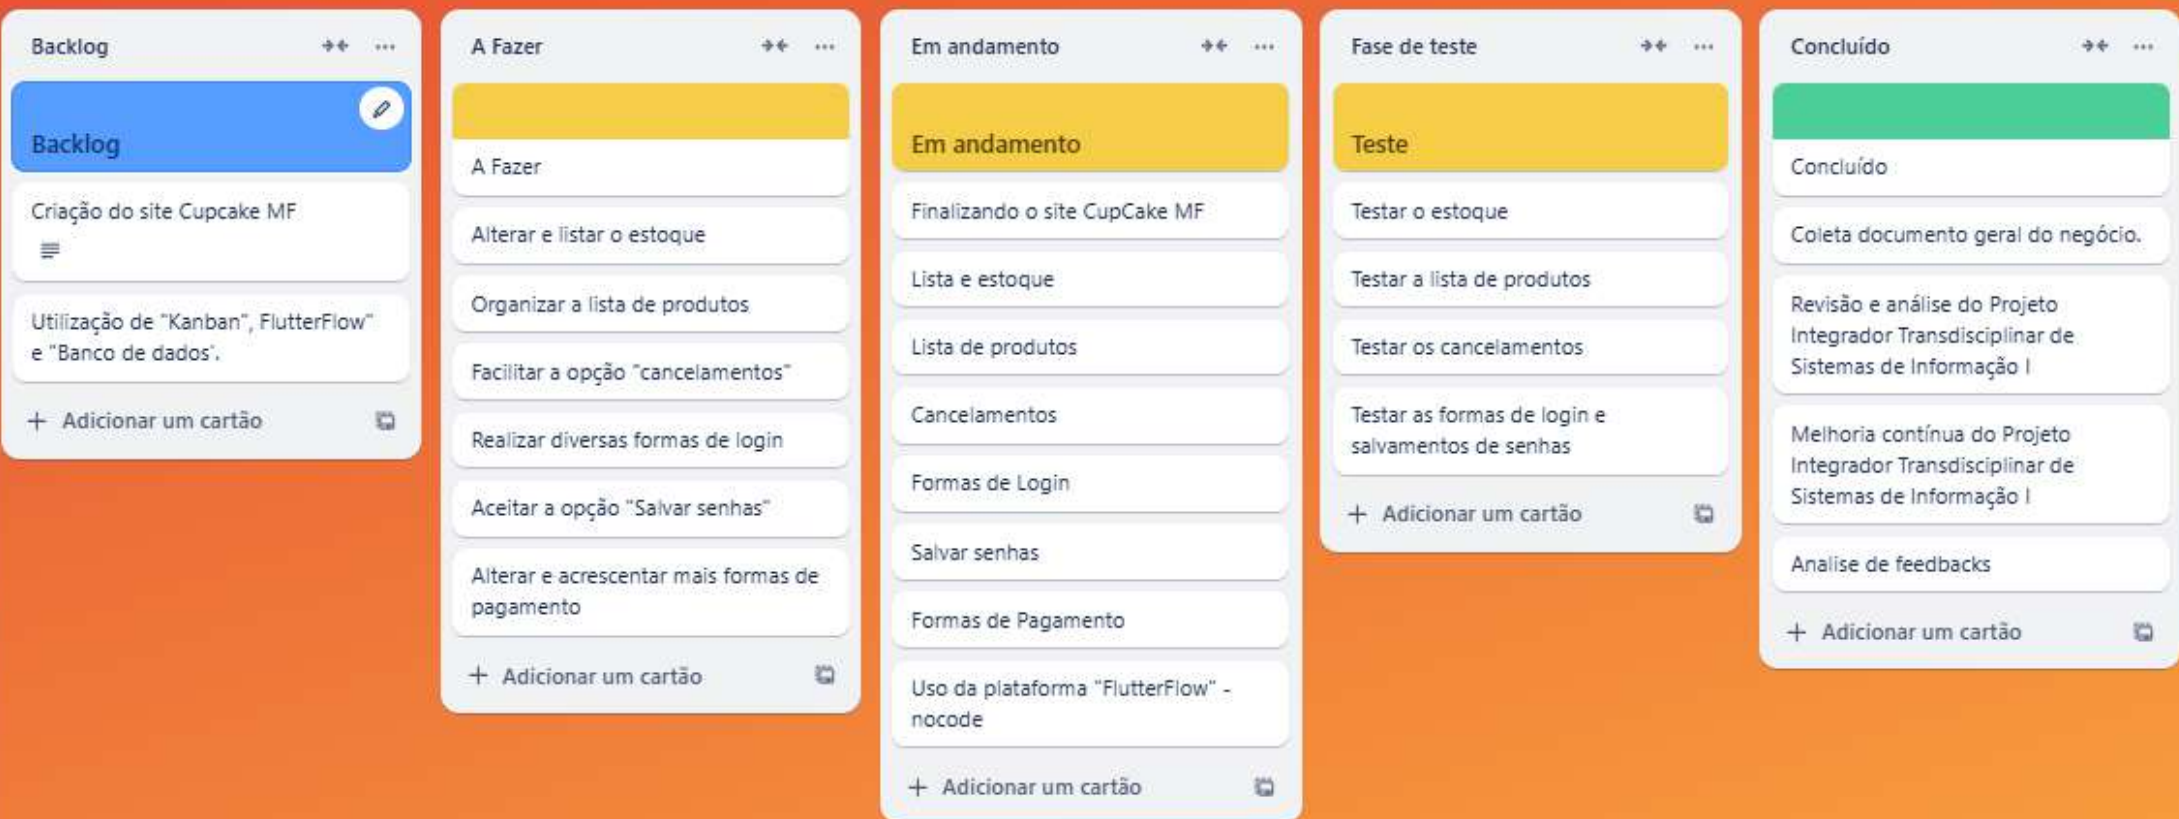 Backlog
Backlog
Criação do site Cupcake MF
Utilização de "Kanban", FlutterFlow"
e "Banco de dados'.
+ Adicionar um cartão
A Fazer
A Fazer
Alterar e listar o estoque
Organizar a lista de produtos
Facilitar a opção "cancelamentos"
Realizar diversas formas de login
Aceitar a opção "Salvar senhas"
Alterar e acrescentar mais formas de
pagamento
+ Adicionar um cartão
Em andamento
Em andamento
Finalizando o site CupCake MF
Lista e estoque
Lista de produtos
Cancelamentos
Formas de Login
Salvar senhas
Formas de Pagamento
Uso da plataforma "FlutterFlow" -
nocode
+ Adicionar um cartão
Fase de teste
Teste
Testar o estoque
Testar a lista de produtos
Testar os cancelamentos
Testar as formas de login e
salvamentos de senhas
+ Adicionar um cartão
Concluído
Concluído
Coleta documento geral do negócio.
Revisão e análise do Projeto
Integrador Transdisciplinar de
Sistemas de Informação I
Melhoria contínua do Projeto
Integrador Transdisciplinar de
Sistemas de Informação I
Analise de feedbacks
+ Adicionar um cartão